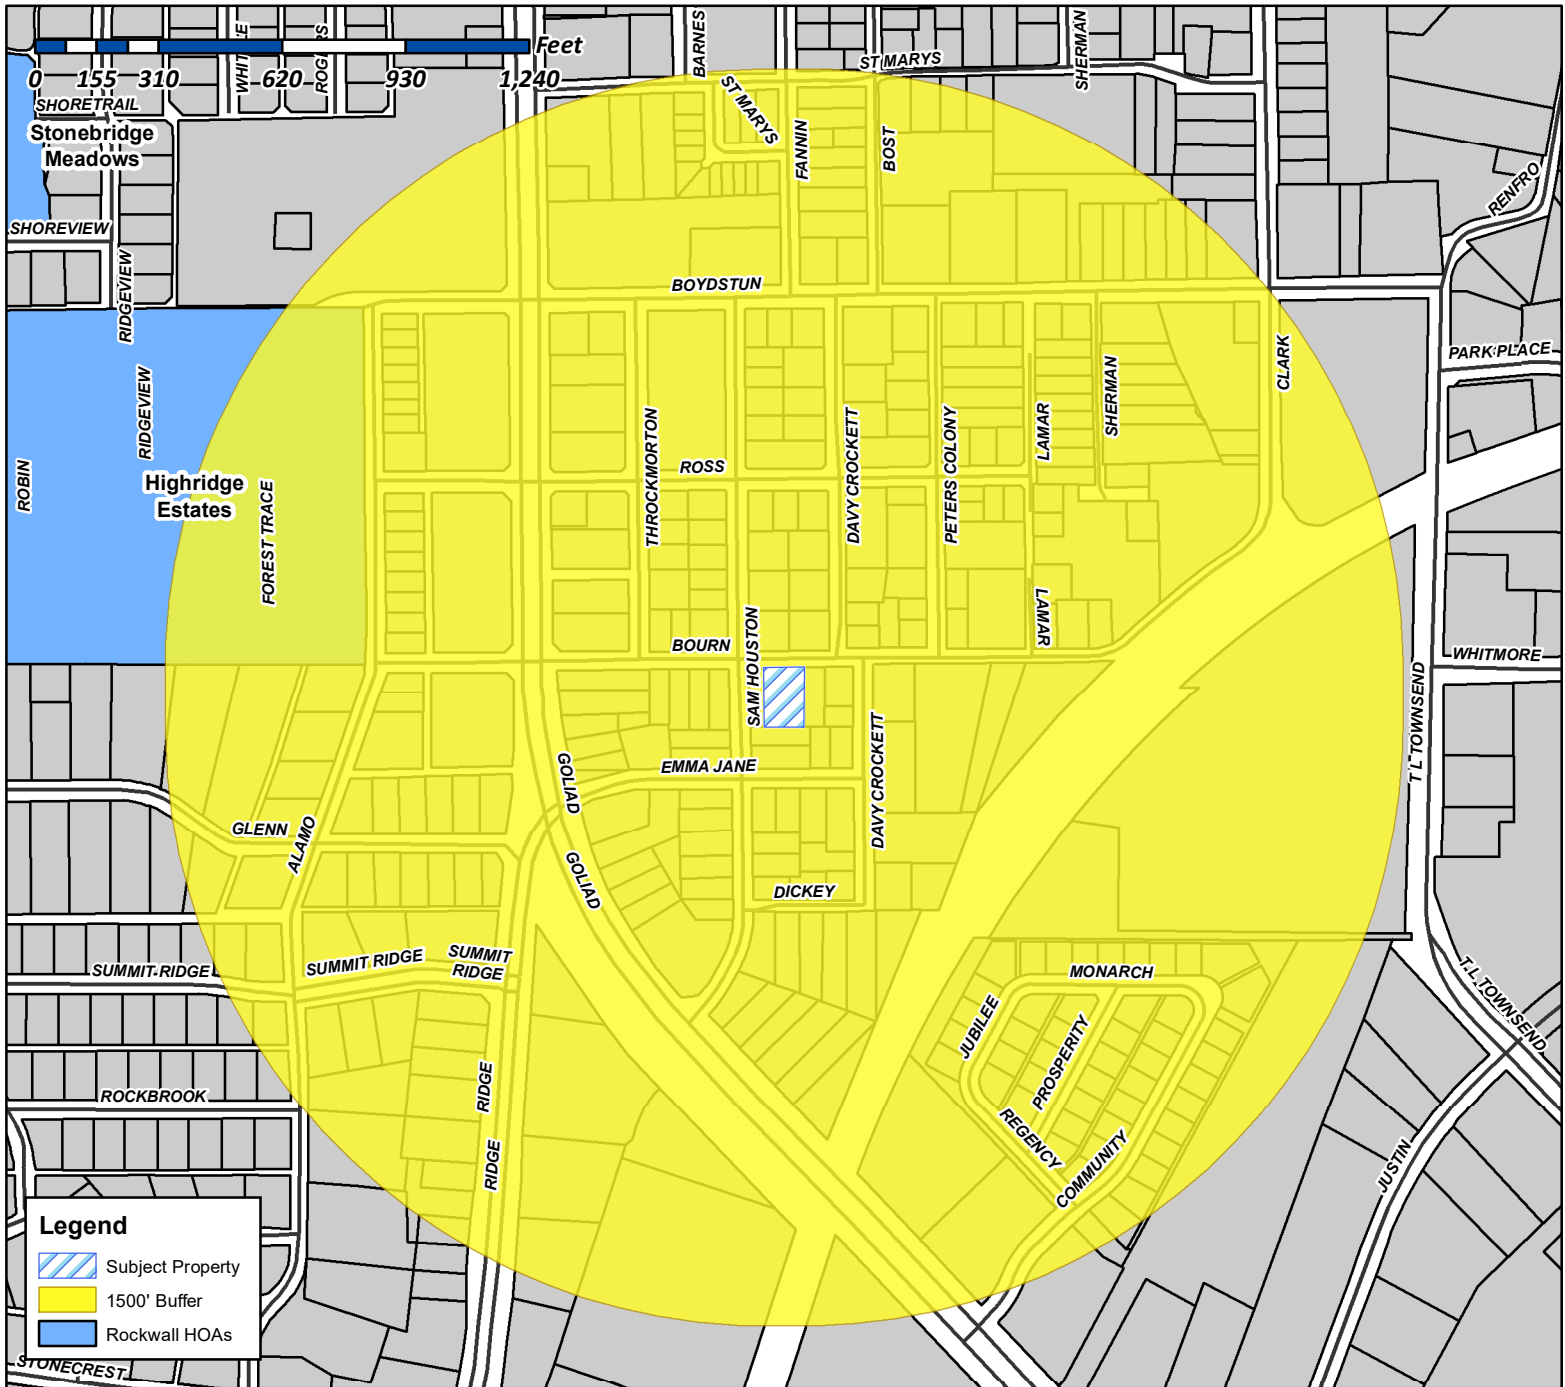 BARNES
SHERMAN
ST MARYS
Feet
0 155 310 620 930 1,240
SHORETRAIL
Stonebridge
Meadows
ST MARYS
FANNIN
BOST
RENFRO
SHOREVIEW
RIDGEVIEW
BOYDSTUN
PARK PLACE
CLARK
RIDGEVIEW
SHERMAN
THROCKMORTON
DAVY CROCKETT
PETERS COLONY
LAMAR
ROBIN
ROSS
Highridge
Estates
FOREST TRACE
LAMAR
BOURN
SAM HOUSTON
WHITMORE
T L TOWNSEND
EMMA JANE
GOLIAD
DAVY CROCKETT
GLENN
ALAMO
GOLIAD
DICKEY
SUMMIT RIDGE
SUMMIT RIDGE
SUMMIT
RIDGE
MONARCH
T.L. TOWNSEND
JUBILEE
PROSPERITY
RIDGE
ROCKBROOK
REGENCY
COMMUNITY
RIDGE
JUSTIN
Legend
Subject Property
1500' Buffer
Rockwall HOAs
STONECREST